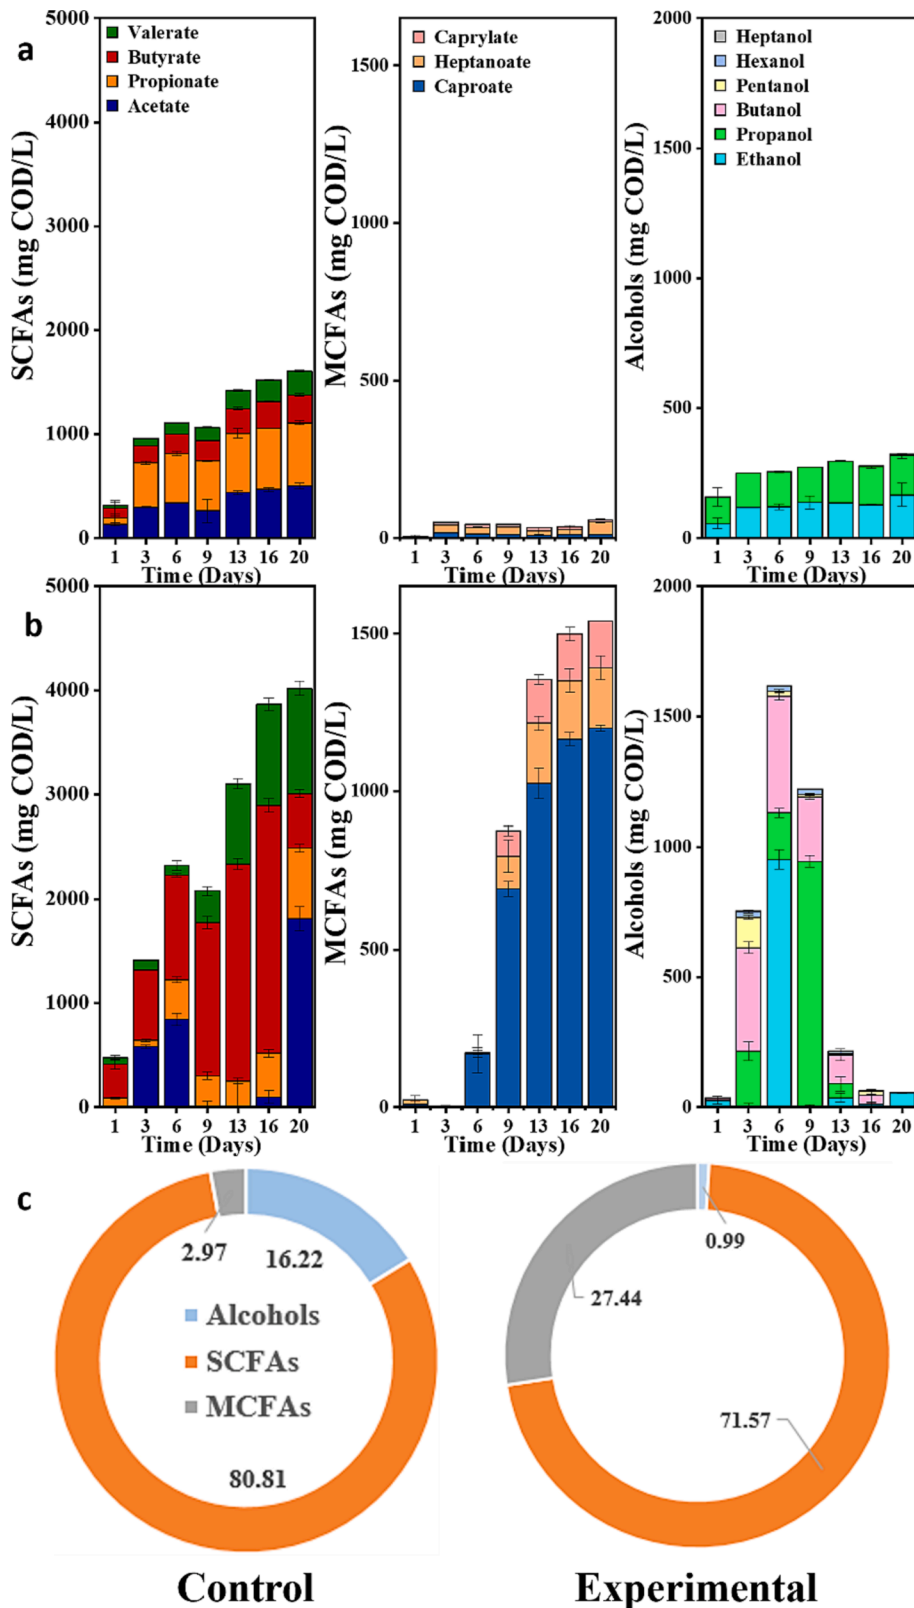 a
SCFAs (mg COD/L)
5000
4000
3000
2000
1000
0
Valerate
Butyrate
Propionate
Acetate
1 3 6 9 13 16 20
Time (Days)
MCFAs (mg COD/L)
1500
1000
500
0
Caprylate
Heptanoate
Caproate
1 3 6 9 13 16 20
Time (Days)
Alcohols (mg COD/L)
2000
1500
1000
500
0
Heptanol
Hexanol
Pentanol
Butanol
Propanol
Ethanol
1 3 6 9 13 16 20
Time (Days)
b
SCFAs (mg COD/L)
5000
4000
3000
2000
1000
0
1 3 6 9 13 16 20
Time (Days)
MCFAs (mg COD/L)
1500
1000
500
0
1 3 6 9 13 16 20
Time (Days)
Alcohols (mg COD/L)
2000
1500
1000
500
0
1 3 6 9 13 16 20
Time (Days)
c
2.97
16.22
Alcohols
SCFAs
MCFAs
80.81
Control
0.99
27.44
71.57
Experimental